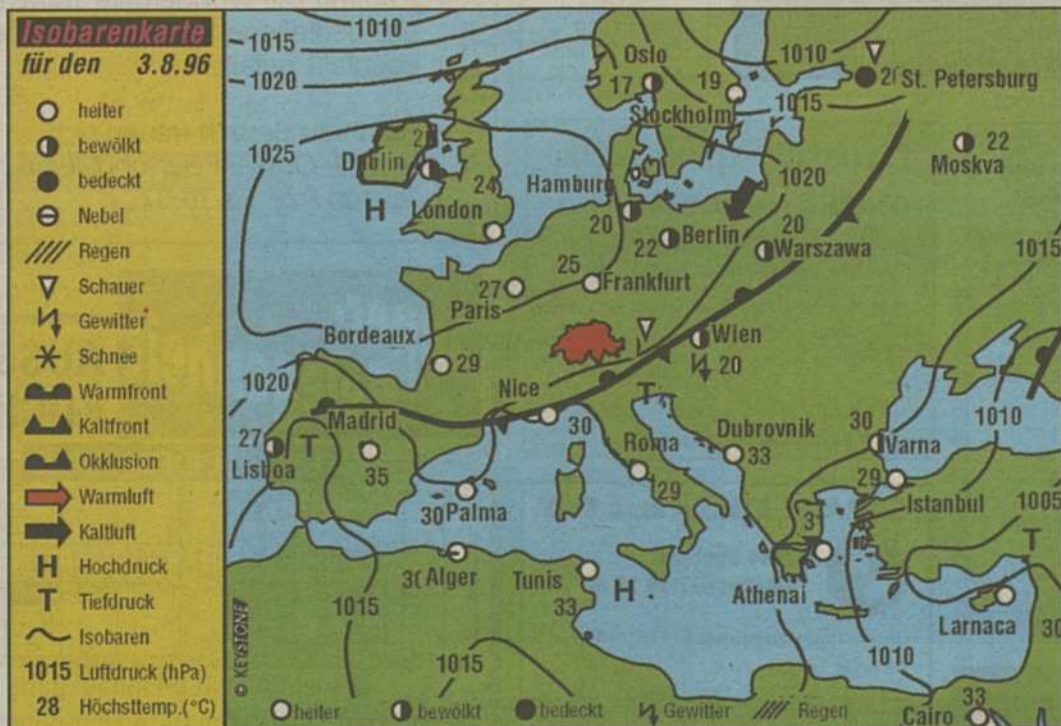 Isobarenkarte
für den 3.8.96
heiter
bewölkt
bedeckt
Nebel
Regen
Schauer
Gewitter
Schnee
Warmfront
Kaltfront
Okklusion
Warmluft
Kaltluft
H Hochdruck
T Tiefdruck
Isobaren
1015 Luftdruck (hPa)
28 Höchsttemp.(°C)
1015
1020
1025
1010
Oslo
17
19
Stockholm
1015
St. Petersburg
22
Moskva
Dublin
24
London
H
Hamburg
20
1020
22
Berlin
20
Warszawa
1015
25
Frankfurt
27
Paris
Bordeaux
29
Wien
20
1020
Nice
30
T
Madrid
35
27
Lisboa
T
Roma
29
Dubrovnik
33
30
Varna
1010
29
Istanbul
30
Palma
Alger
Tunis
33
H
Athenai
1005
T
Larnaca
30
1015
1015
1010
33
Cairo
© KEYSTONE
heiter bewölkt bedeckt Gewitter Regen